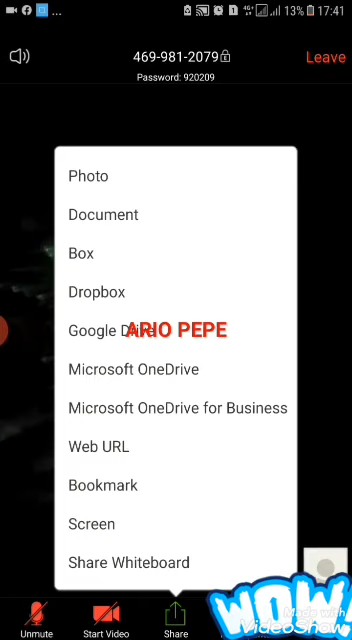 ... 4G+ 13% 17:41
469-981-2079 Leave
Password: 920209
Photo
Document
Box
Dropbox
Google Drive
ARIO PEPE
Microsoft OneDrive
Microsoft OneDrive for Business
Web URL
Bookmark
Screen
Share Whiteboard
Unmute Start Video Share
WOW!
Made with
VideoShow